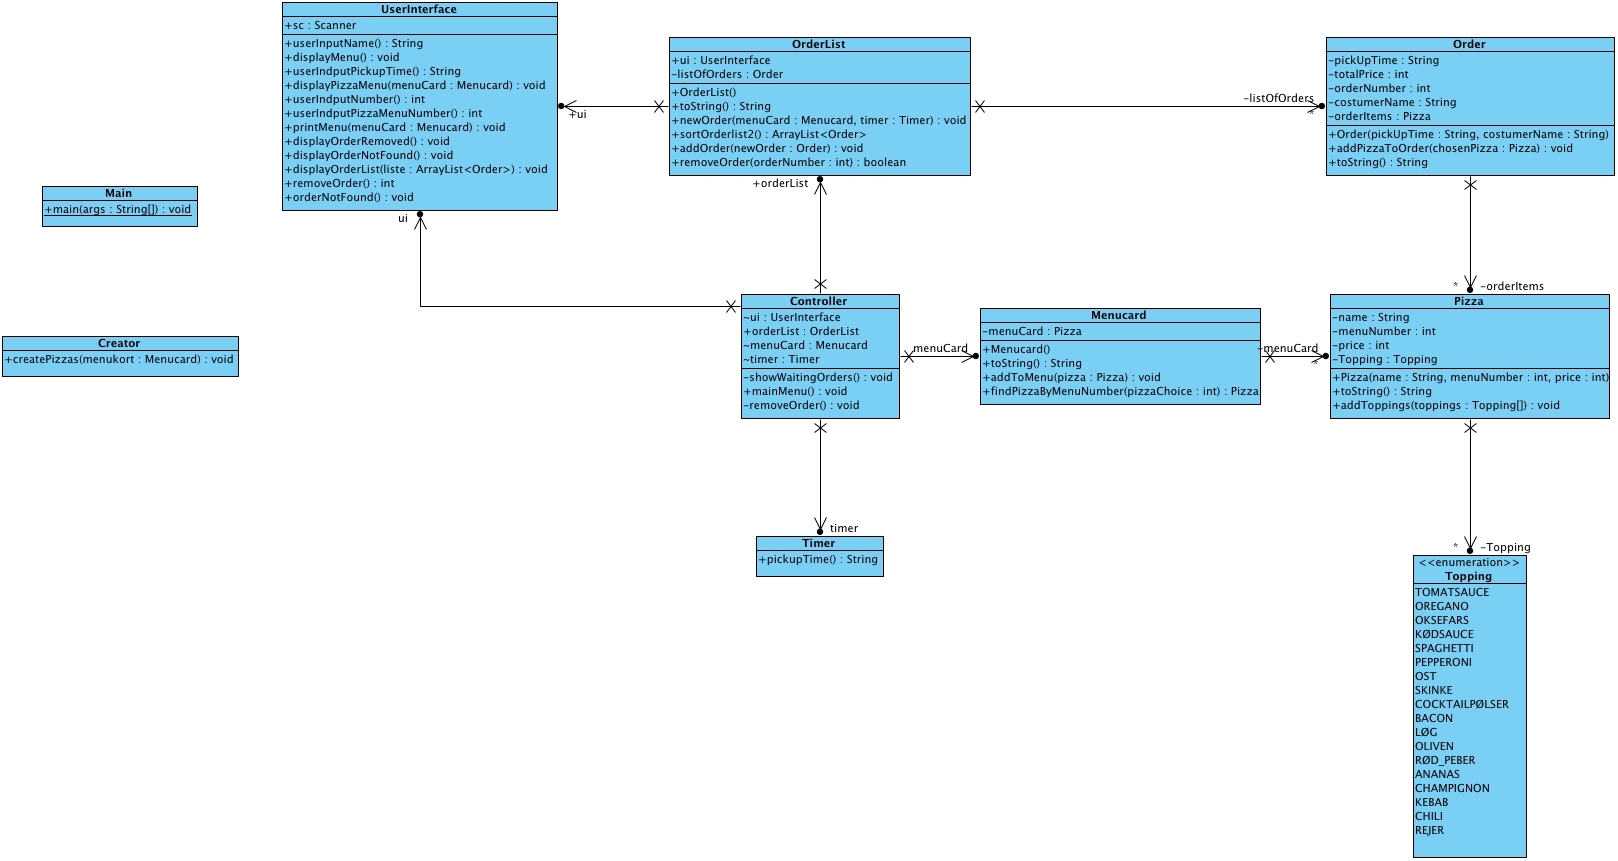 UserInterface
+sc : Scanner
+userInputName() : String
+displayMenu() : void
+userIndputPickupTime() : String
+displayPizzaMenu(menuCard : Menucard) : void
+userIndputNumber() : int
+userIndputPizzaMenuNumber() : int
+printMenu(menuCard : Menucard) : void
+displayOrderRemoved() : void
+displayOrderNotFound() : void
+displayOrderList(liste : ArrayList<Order>) : void
+removeOrder() : int
+orderNotFound() : void
OrderList
+ui : UserInterface
-listOfOrders : Order
+OrderList()
+toString() : String
+newOrder(menuCard : Menucard, timer : Timer) : void
+sortOrderlist2() : ArrayList<Order>
+addOrder(newOrder : Order) : void
+removeOrder(orderNumber : int) : boolean
Order
-pickUpTime : String
-totalPrice : int
-orderNumber : int
-costumerName : String
-orderItems : Pizza
+Order(pickUpTime : String, costumerName : String)
+addPizzaToOrder(chosenPizza : Pizza) : void
+toString() : String
+ui
-listOfOrders
*
+orderList
ui
Main
+main(args : String[]) : void
* -orderItems
Creator
+createPizzas(menukort : Menucard) : void
Controller
~ui : UserInterface
+orderList : OrderList
~menuCard : Menucard
~timer : Timer
-showWaitingOrders() : void
+mainMenu() : void
-removeOrder() : void
menuCard
Menucard
-menuCard : Pizza
+Menucard()
+toString() : String
+addToMenu(pizza : Pizza) : void
+findPizzaByMenuNumber(pizzaChoice : int) : Pizza
-menuCard
*
Pizza
-name : String
-menuNumber : int
-price : int
-Topping : Topping
+Pizza(name : String, menuNumber : int, price : int)
+toString() : String
+addToppings(toppings : Topping[]) : void
timer
Timer
+pickupTime() : String
* -Topping
<<enumeration>>
Topping
TOMATSAUCE
OREGANO
OKSEFARS
KØDSAUCE
SPAGHETTI
PEPPERONI
OST
SKINKE
COCKTAILPØLSER
BACON
LØG
OLIVEN
RØD_PEBER
ANANAS
CHAMPIGNON
KEBAB
CHILI
REJER